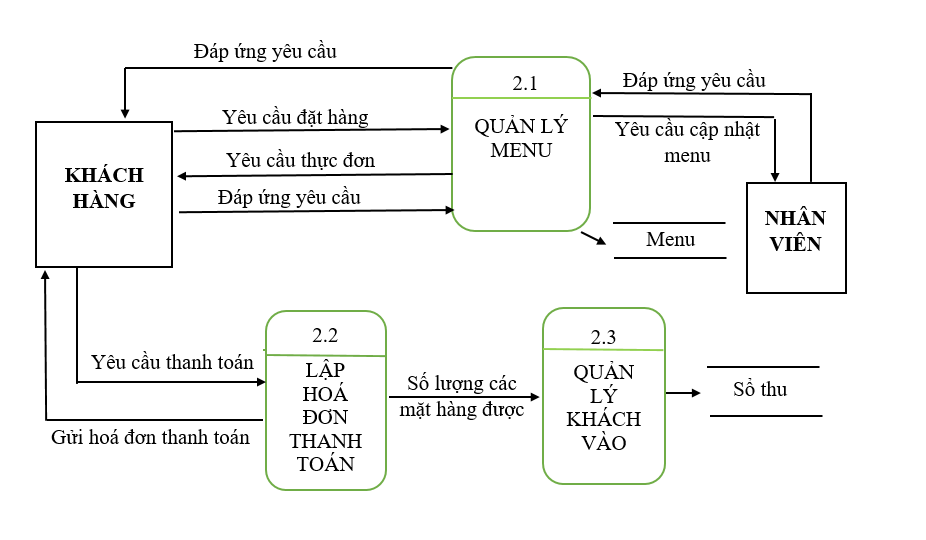 Đáp ứng yêu cầu
2.1
Đáp ứng yêu cầu
Yêu cầu đặt hàng
QUẢN LÝ
MENU
Yêu cầu cập nhật
menu
Yêu cầu thực đơn
KHÁCH
HÀNG
Đáp ứng yêu cầu
NHÂN
VIÊN
Menu
2.2
2.3
Yêu cầu thanh toán
LẬP
HOÁ
ĐƠN
THANH
TOÁN
Số lượng các
mặt hàng được
QUẢN
LÝ
KHÁCH
VÀO
Sổ thu
Gửi hoá đơn thanh toán